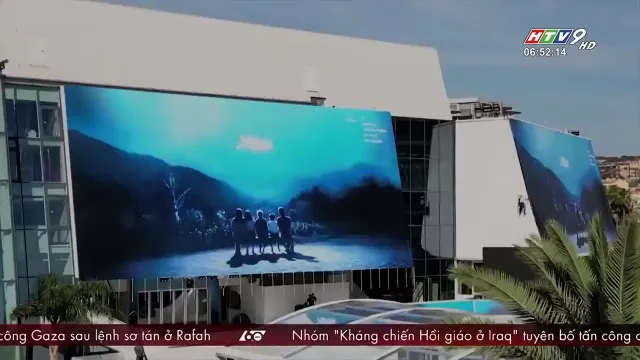 HTV9 HD
06:52:14
công Gaza sau lệnh sơ tán ở Rafah 60 Nhóm "Kháng chiến Hồi giáo ở Iraq" tuyên bố tấn công